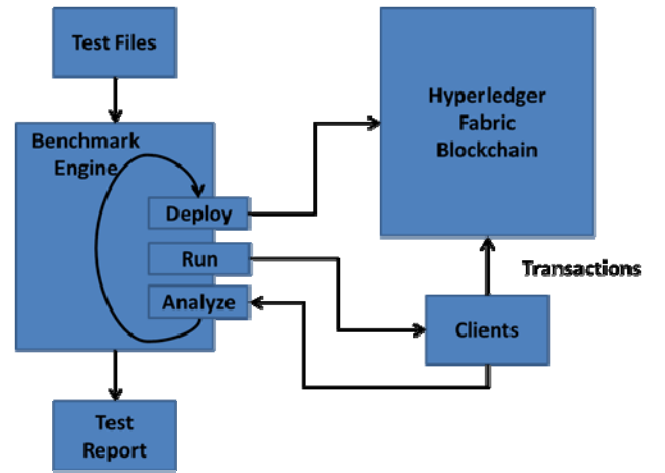 Test Files
Hyperledger
Fabric
Blockchain
Benchmark
Engine
Deploy
Run
Analyze
Transactions
Clients
Test
Report